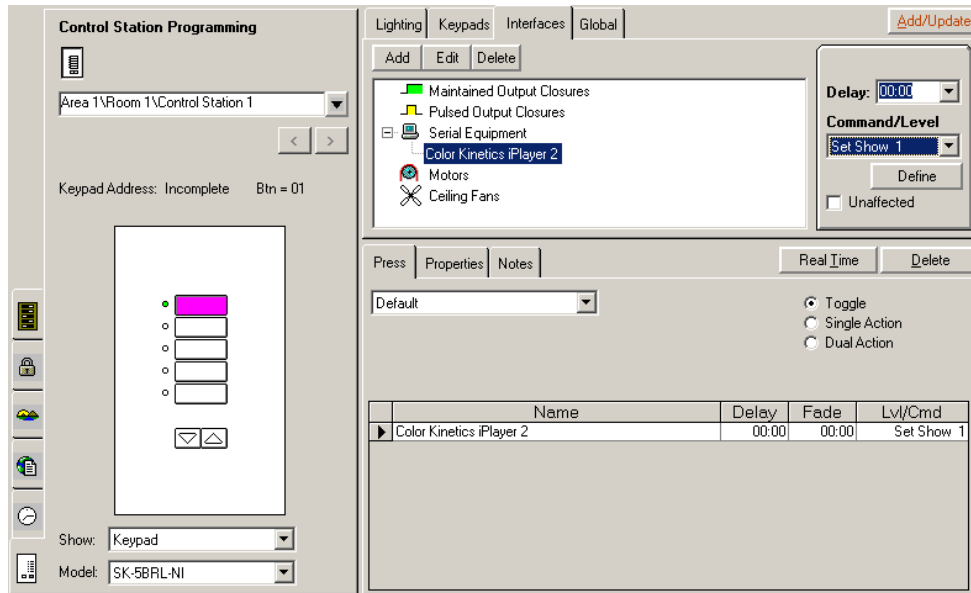 Control Station Programming
Area 1\Room 1\Control Station 1
< >
Keypad Address: Incomplete Btn = 01
Show: Keypad
Model: SK-5BRL-NI
Lighting Keypads Interfaces Global
Add/Update
Add Edit Delete
Maintained Output Closures
Pulsed Output Closures
Serial Equipment
Color Kinetics iPlayer 2
Motors
Ceiling Fans
Delay: 00:00
Command/Level
Set Show 1
Define
Unaffected
Press Properties Notes
Real Time Delete
Default
Toggle
Single Action
Dual Action
Name Delay Fade Lvl/Cmd
Color Kinetics iPlayer 2 00:00 00:00 Set Show 1